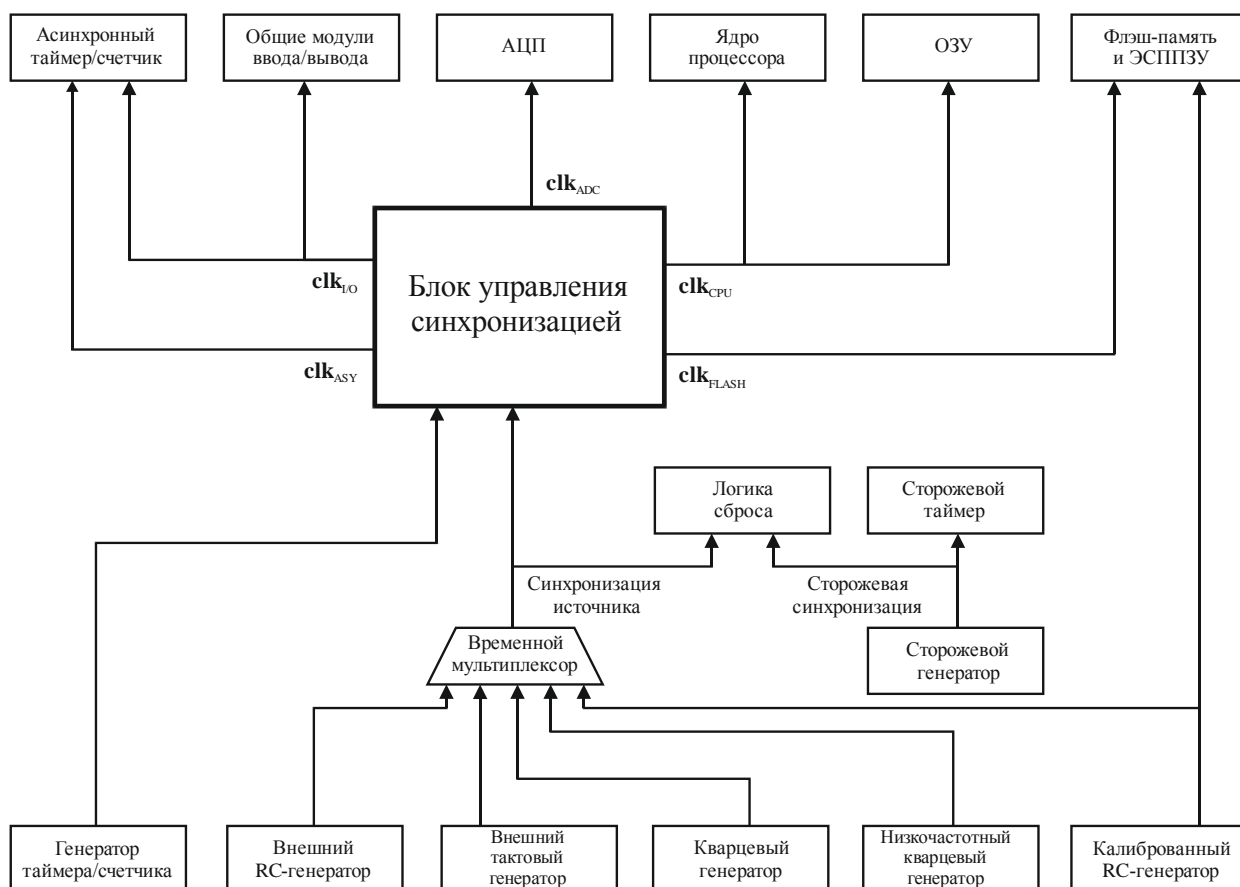 Асинхронный
таймер/счетчик
Общие модули
ввода/вывода
АЦП
Ядро
процессора
ОЗУ
Флэш-память
и ЭСППЗУ
clkADC
clkI/O
clkCPU
Блок управления
синхронизацией
clkASY
clkFLASH
Логика
сброса
Сторожевой
таймер
Синхронизация
источника
Сторожевая
синхронизация
Временной
мультиплексор
Сторожевой
генератор
Генератор
таймера/счетчика
Внешний
RC-генератор
Внешний
тактовый
генератор
Кварцевый
генератор
Низкочастотный
кварцевый
генератор
Калиброванный
RC-генератор